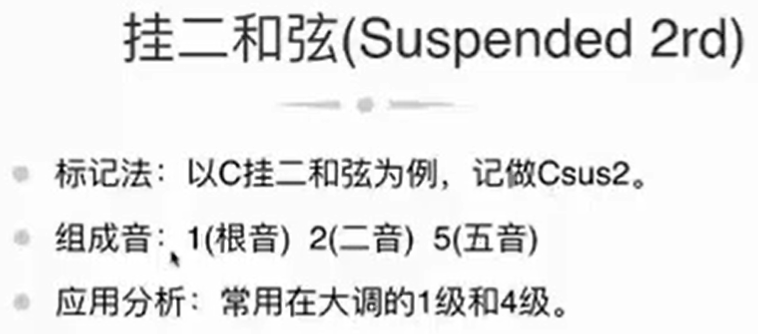 挂二和弦(Suspended 2rd)
标记法：以C挂二和弦为例，记做Csus2。
组成音：1(根音) 2(二音) 5(五音)
应用分析：常用在大调的1级和4级。